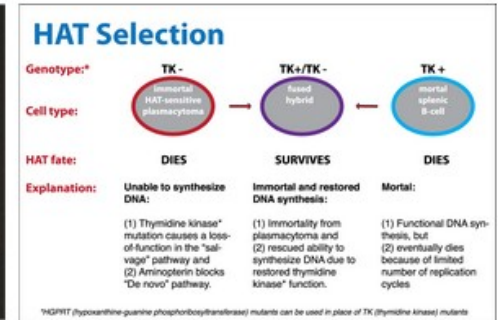 HAT Selection
Genotype:* TK - TK+/TK - TK +
Cell type: immortal HAT-sensitive plasmacytoma fused hybrid mortal splenic B-cell
HAT fate: DIES SURVIVES DIES
Explanation:
Unable to synthesize
DNA:
(1) Thymidine kinase*
mutation causes a loss-
of-function in the "sal-
vage" pathway and
(2) Aminopterin blocks
"De novo" pathway.
Immortal and restored
DNA synthesis:
(1) Immortality from
plasmacytoma and
(2) rescued ability to
synthesize DNA due to
restored thymidine
kinase* function.
Mortal:
(1) Functional DNA syn-
thesis, but
(2) eventually dies
because of limited
number of replication
cycles
*HGPRT (hypoxanthine-guanine phosphoribosyltransferase) mutants can be used in place of TK (thymidine kinase) mutants